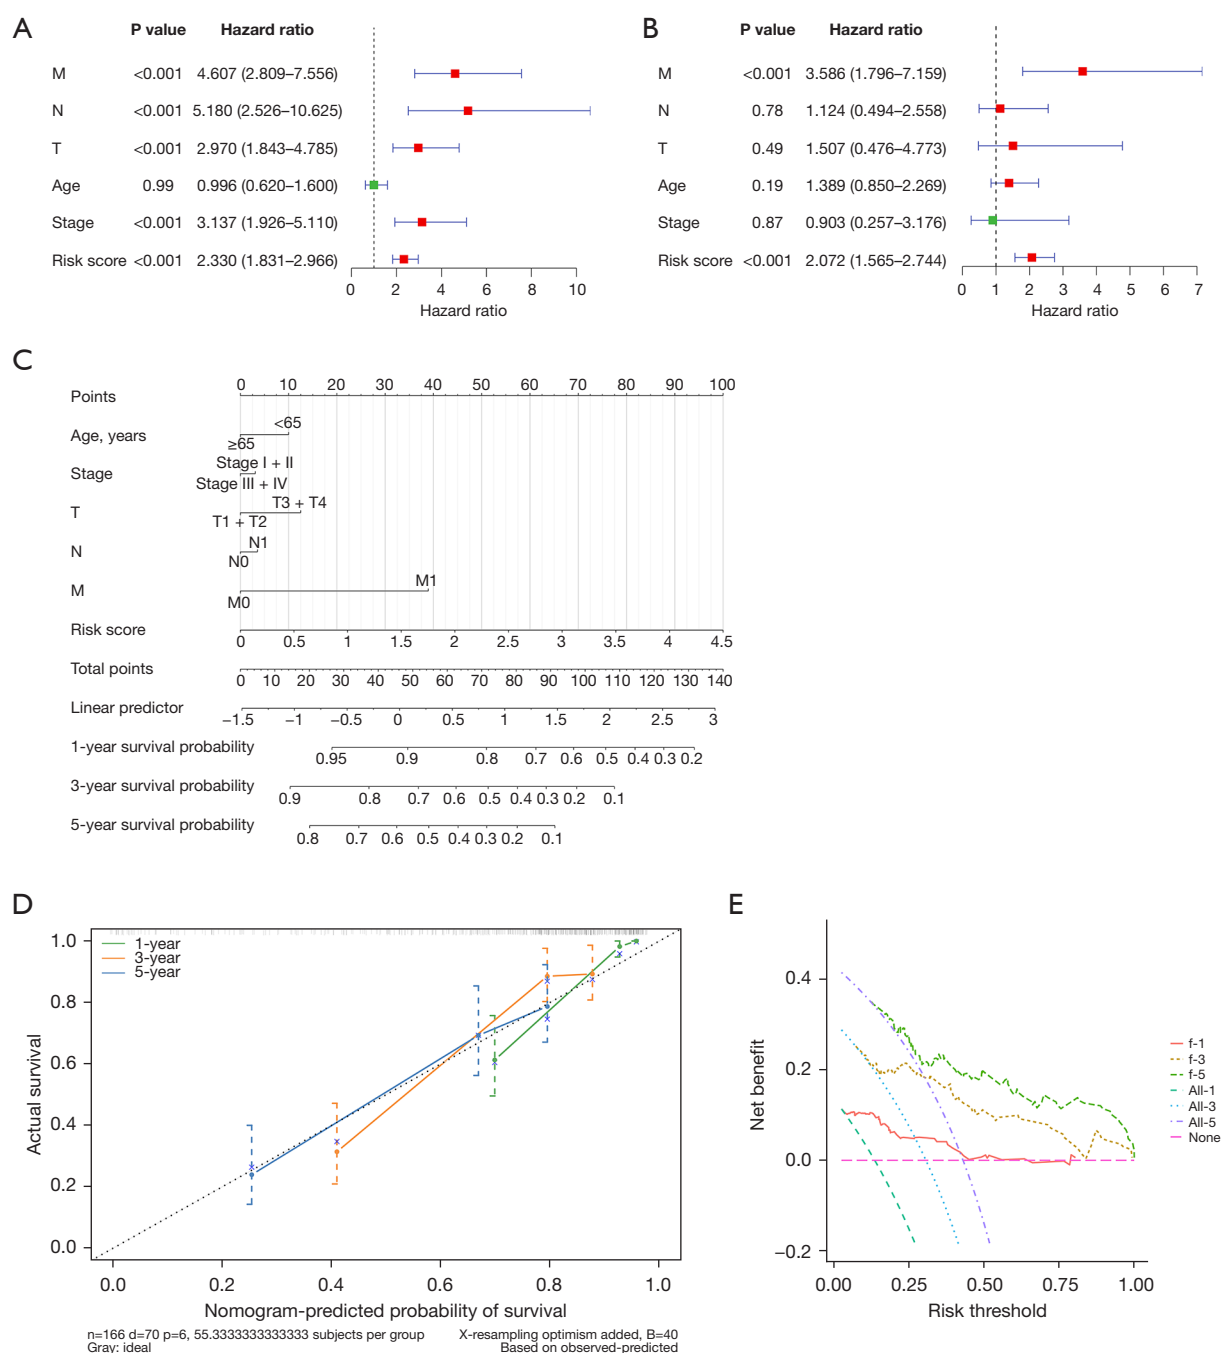 A
P value Hazard ratio
M <0.001 4.607 (2.809–7.556)
N <0.001 5.180 (2.526–10.625)
T <0.001 2.970 (1.843–4.785)
Age 0.99 0.996 (0.620–1.600)
Stage <0.001 3.137 (1.926–5.110)
Risk score <0.001 2.330 (1.831–2.966)
0 2 4 6 8 10
Hazard ratio
B
P value Hazard ratio
M <0.001 3.586 (1.796–7.159)
N 0.78 1.124 (0.494–2.558)
T 0.49 1.507 (0.476–4.773)
Age 0.19 1.389 (0.850–2.269)
Stage 0.87 0.903 (0.257–3.176)
Risk score <0.001 2.072 (1.565–2.744)
0 1 2 3 4 5 6 7
Hazard ratio
C
Points 0 10 20 30 40 50 60 70 80 90 100
<65
Age, years
≥65
Stage I + II
Stage
Stage III + IV
T3 + T4
T
T1 + T2
N1
N
N0
M1
M
M0
Risk score 0 0.5 1 1.5 2 2.5 3 3.5 4 4.5
Total points 0 10 20 30 40 50 60 70 80 90 100 110 120 130 140
Linear predictor −1.5 −1 −0.5 0 0.5 1 1.5 2 2.5 3
1-year survival probability 0.95 0.9 0.8 0.7 0.6 0.5 0.4 0.3 0.2
3-year survival probability 0.9 0.8 0.7 0.6 0.5 0.4 0.3 0.2 0.1
5-year survival probability 0.8 0.7 0.6 0.5 0.4 0.3 0.2 0.1
D
1-year
3-year
5-year
Actual survival
1.0
0.8
0.6
0.4
0.2
0.0
0.0 0.2 0.4 0.6 0.8 1.0
Nomogram-predicted probability of survival
n=166 d=70 p=6, 55.3333333333333 subjects per group
Gray: ideal
X-resampling optimism added, B=40
Based on observed-predicted
E
Net benefit
0.4
0.2
0.0
−0.2
0.00 0.25 0.50 0.75 1.00
Risk threshold
f-1
f-3
f-5
All-1
All-3
All-5
None